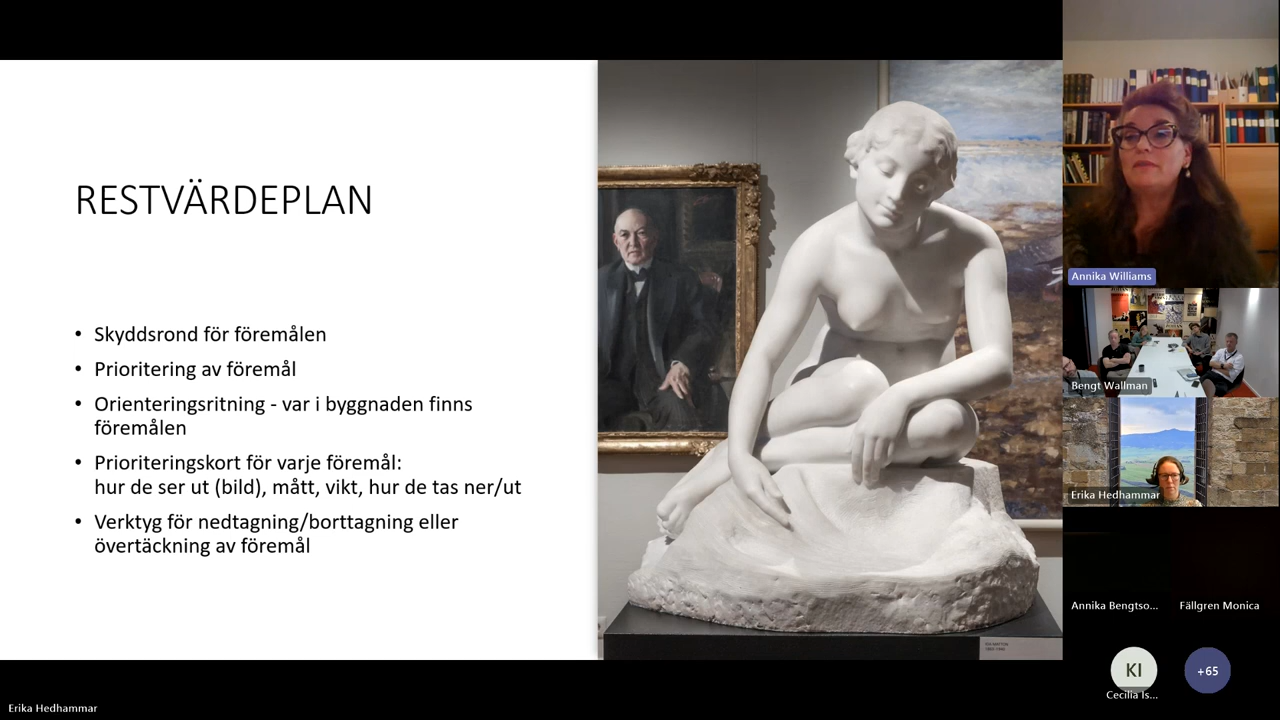 RESTVÄRDEPLAN
• Skyddsrond för föremålen
• Prioritering av föremål
• Orienteringsritning - var i byggnaden finns
föremålen
• Prioriteringskort för varje föremål:
hur de ser ut (bild), mått, vikt, hur de tas ner/ut
• Verktyg för nedtagning/borttagning eller
övertäckning av föremål
Annika Williams
Bengt Wallman
Erika Hedhammar
Annika Bengtso...
Fällgren Monica
KI
+65
Cecilia Is...
Erika Hedhammar